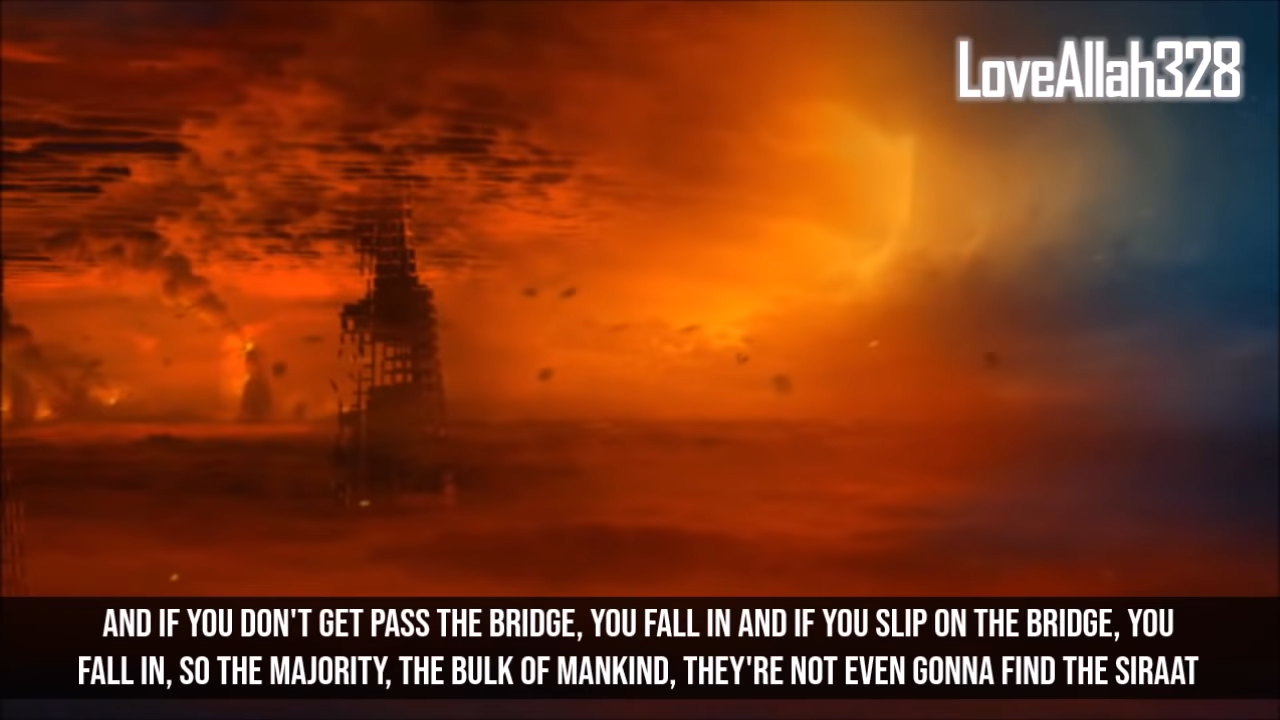 LoveAllah328
AND IF YOU DON'T GET PASS THE BRIDGE, YOU FALL IN AND IF YOU SLIP ON THE BRIDGE, YOU
FALL IN, SO THE MAJORITY, THE BULK OF MANKIND, THEY'RE NOT EVEN GONNA FIND THE SIRAAT